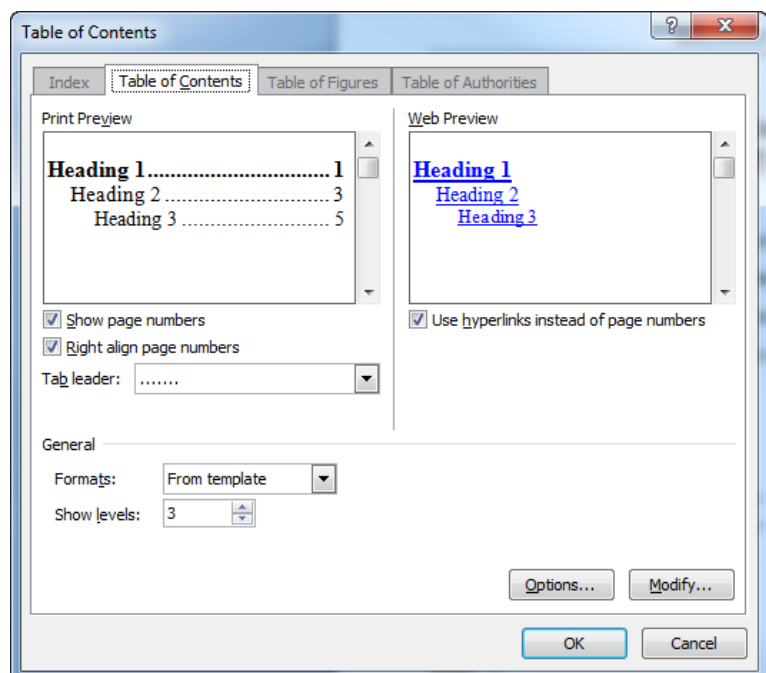 Table of Contents
Index Table of Contents Table of Figures Table of Authorities
Print Preview
Heading 1.................................. 1
Heading 2 ............................. 3
Heading 3 .......................... 5
Show page numbers
Right align page numbers
Tab leader: .......
Web Preview
Heading 1
Heading 2
Heading 3
Use hyperlinks instead of page numbers
General
Formats: From template
Show levels: 3
Options... Modify...
OK Cancel